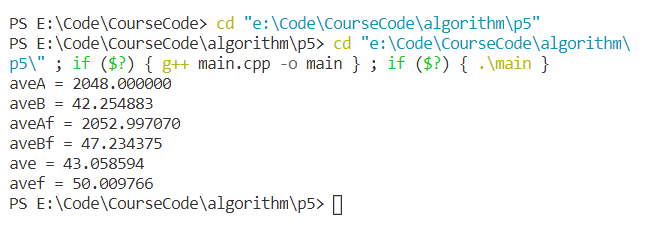 PS E:\Code\CourseCode> cd "e:\Code\CourseCode\algorithm\p5"
PS E:\Code\CourseCode\algorithm\p5> cd "e:\Code\CourseCode\algorithm\
p5\" ; if ($?) { g++ main.cpp -o main } ; if ($?) { .\main }
aveA = 2048.000000
aveB = 42.254883
aveAf = 2052.997070
aveBf = 47.234375
ave = 43.058594
avef = 50.009766
PS E:\Code\CourseCode\algorithm\p5>